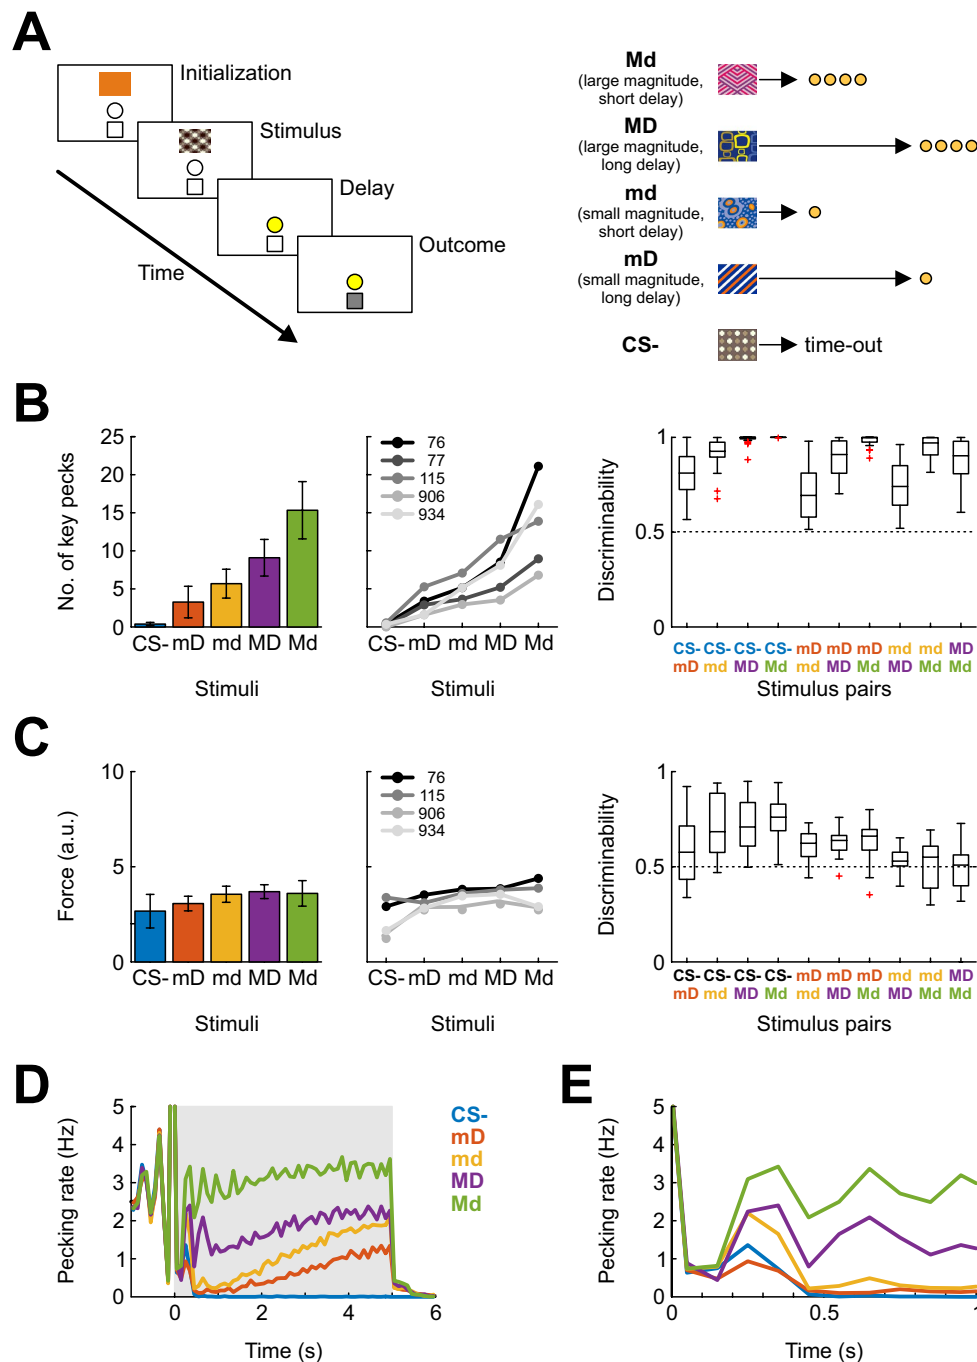 A
Initialization
Stimulus
Delay
Outcome
Time
Md
(large magnitude,
short delay)
MD
(large magnitude,
long delay)
md
(small magnitude,
short delay)
mD
(small magnitude,
long delay)
CS-
time-out
B
No. of key pecks
25
20
15
10
5
0
CS- mD md MD Md
Stimuli
76
77
115
906
934
CS- mD md MD Md
Stimuli
Discriminability
1
0.5
0
CS- CS- CS- CS- mD mD mD md md MD
mD md MD Md md MD Md MD Md Md
Stimulus pairs
C
Force (a.u.)
10
5
0
CS- mD md MD Md
Stimuli
76
115
906
934
CS- mD md MD Md
Stimuli
Discriminability
1
0.5
0
CS- CS- CS- CS- mD mD mD md md MD
mD md MD Md md MD Md MD Md Md
Stimulus pairs
D
Pecking rate (Hz)
5
4
3
2
1
0
0 2 4 6
Time (s)
CS-
mD
md
MD
Md
E
Pecking rate (Hz)
5
4
3
2
1
0
0 0.5 1
Time (s)